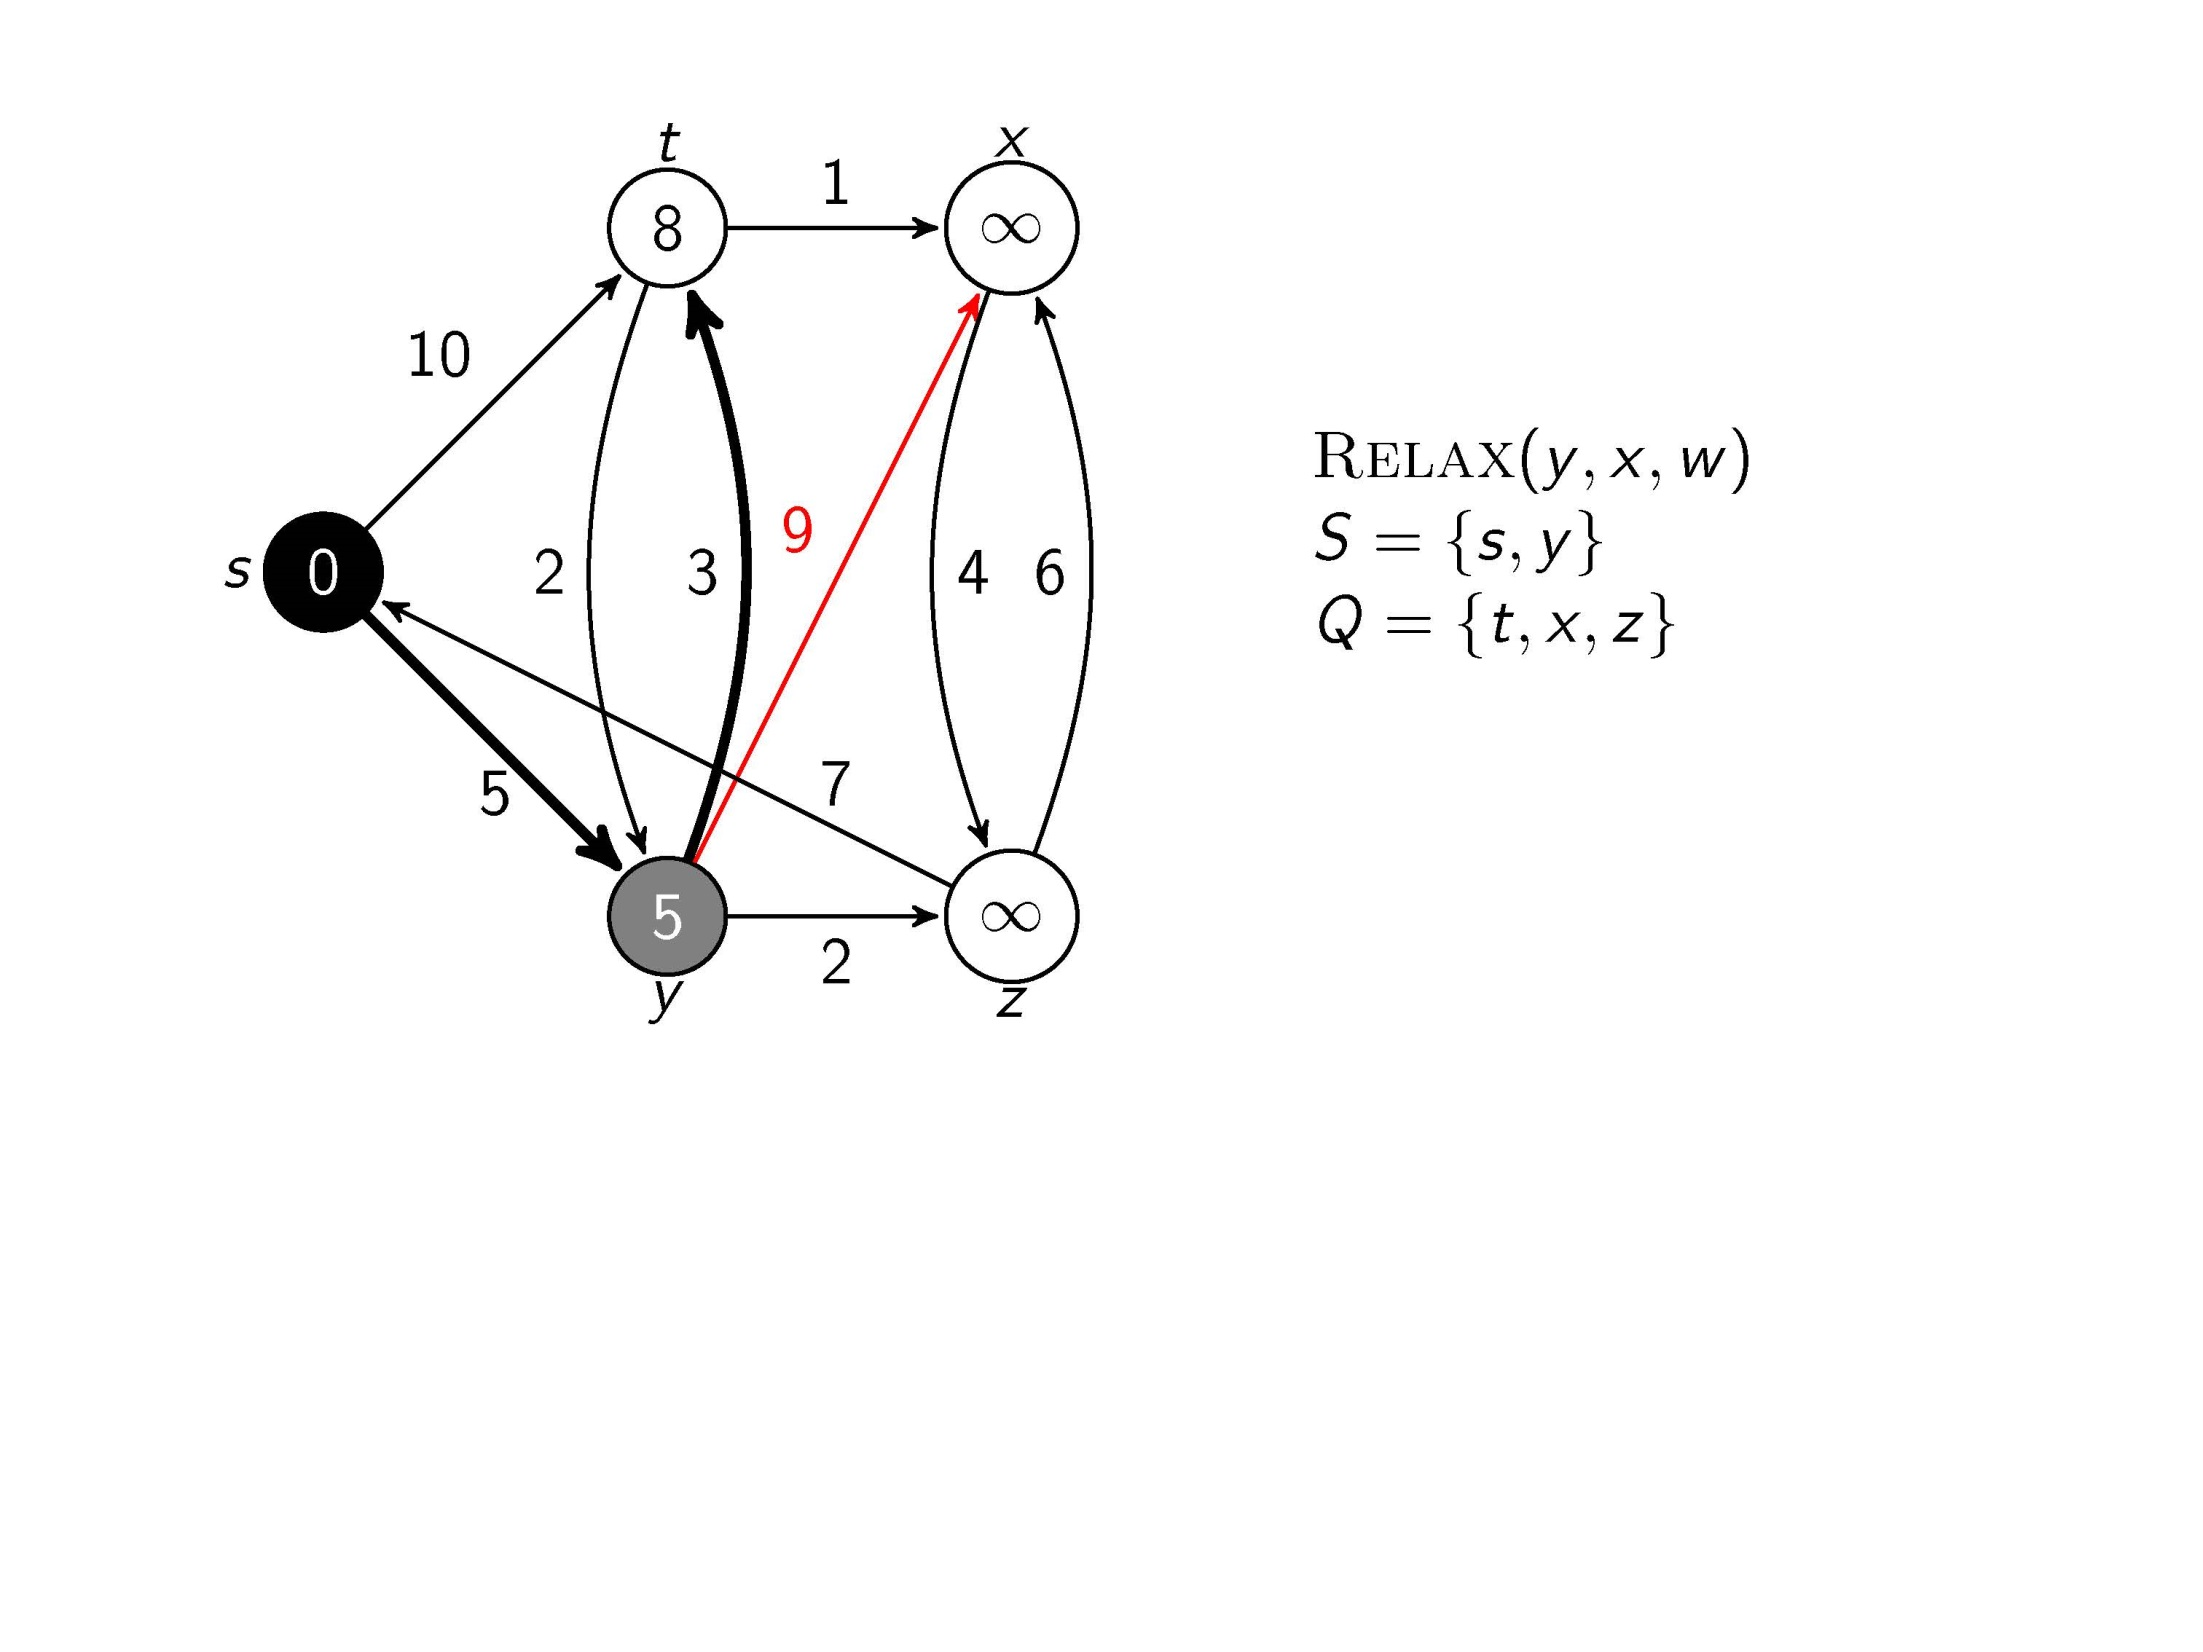 t
x
1
8
∞
10
RELAX(y, x, w)
9
S = {s, y}
s
0
2
3
4
6
Q = {t, x, z}
7
5
5
∞
2
y
z